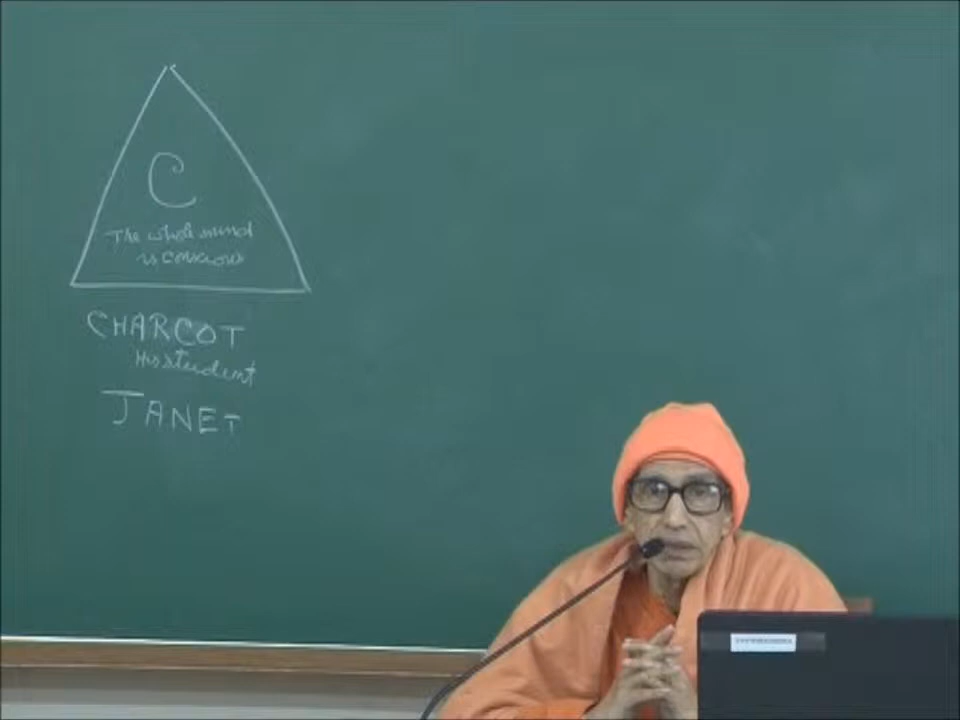 C
The whole mind
is conscious
CHARCOT
His student
JANET